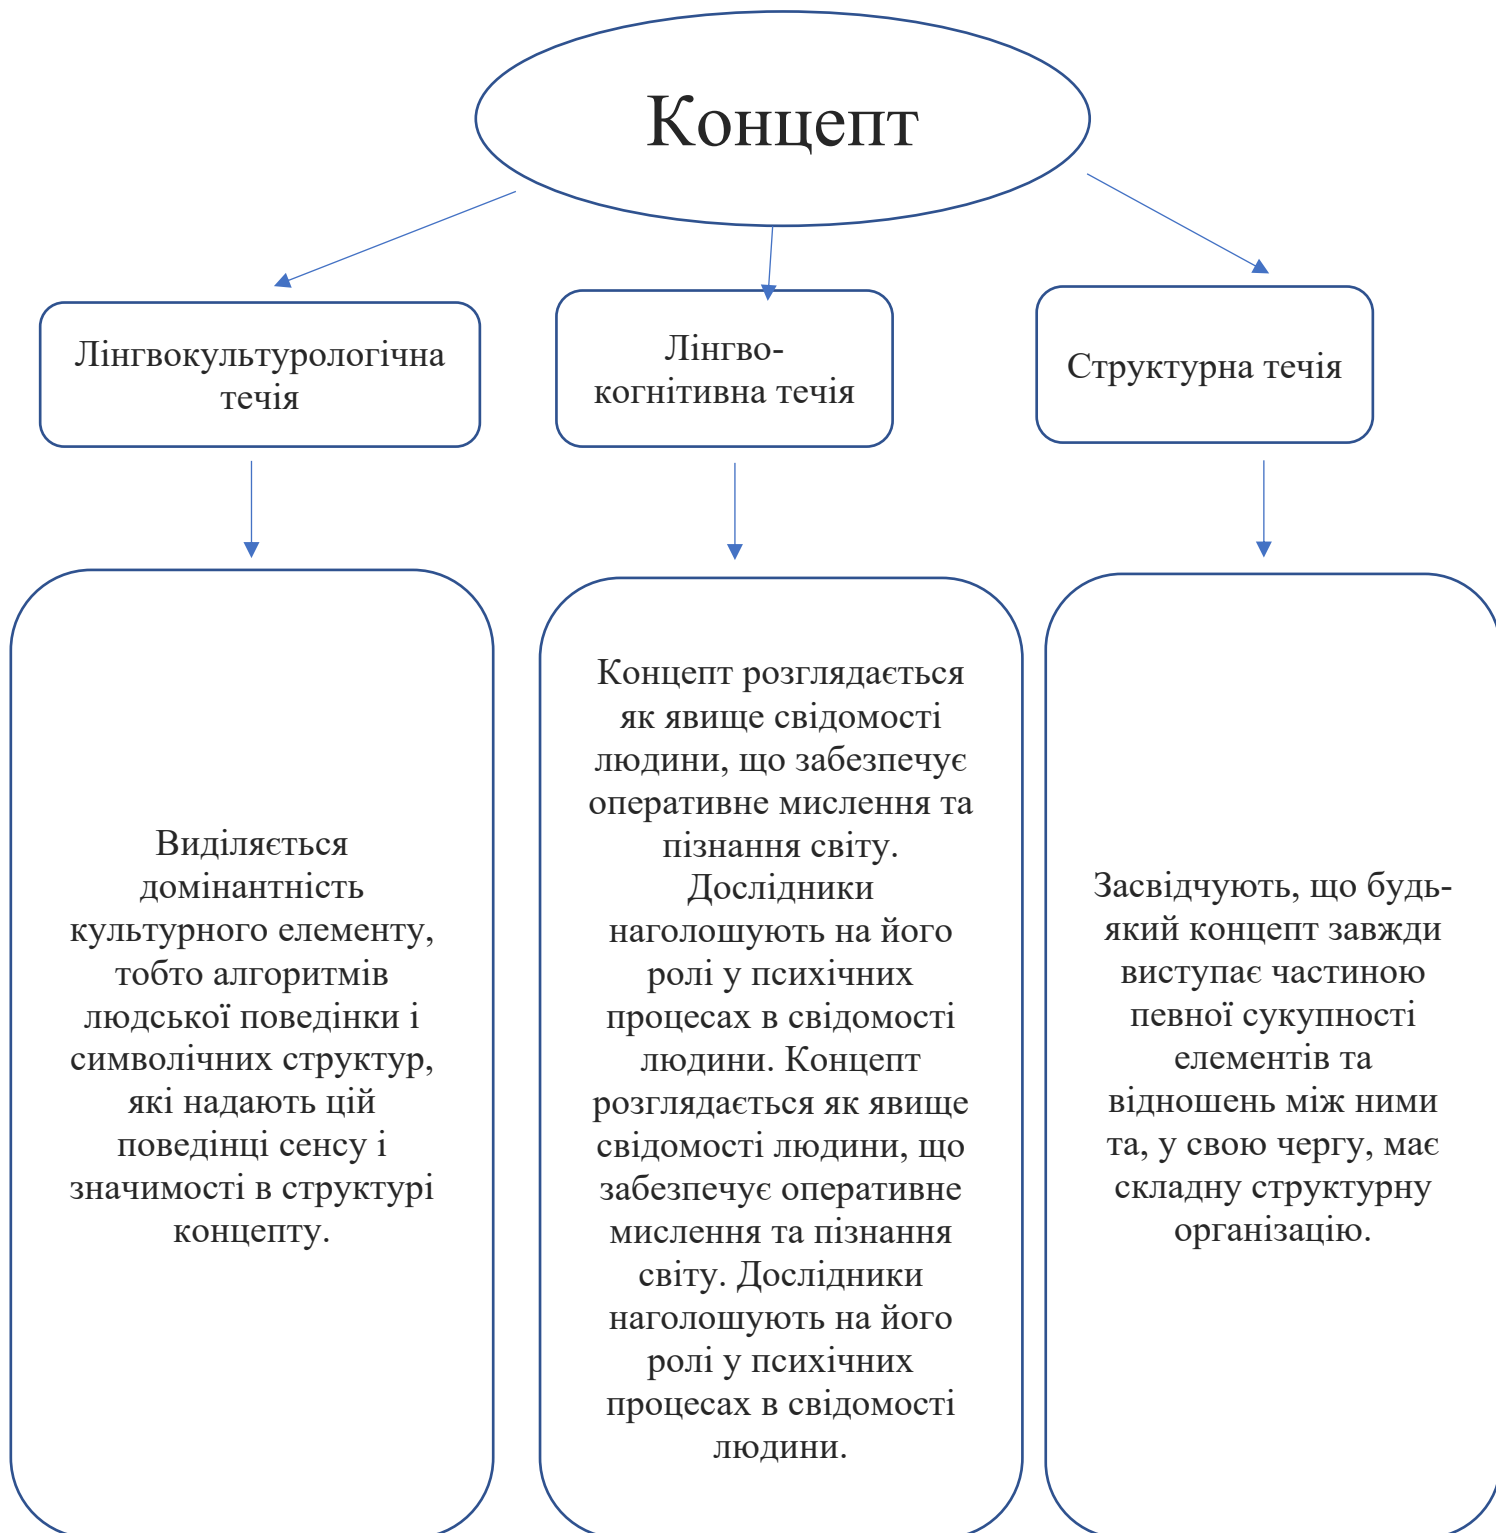 Концепт
Лінгвокультурологічна
течія
Лінгво-
когнітивна течія
Структурна течія
Виділяється
домінантність
культурного елементу,
тобто алгоритмів
людської поведінки і
символічних структур,
які надають цій
поведінці сенсу і
значимості в структурі
концепту.
Концепт розглядається
як явище свідомості
людини, що забезпечує
оперативне мислення та
пізнання світу.
Дослідники
наголошують на його
ролі у психічних
процесах в свідомості
людини. Концепт
розглядається як явище
свідомості людини, що
забезпечує оперативне
мислення та пізнання
світу. Дослідники
наголошують на його
ролі у психічних
процесах в свідомості
людини.
Засвідчують, що будь-
який концепт завжди
виступає частиною
певної сукупності
елементів та
відношень між ними
та, у свою чергу, має
складну структурну
організацію.